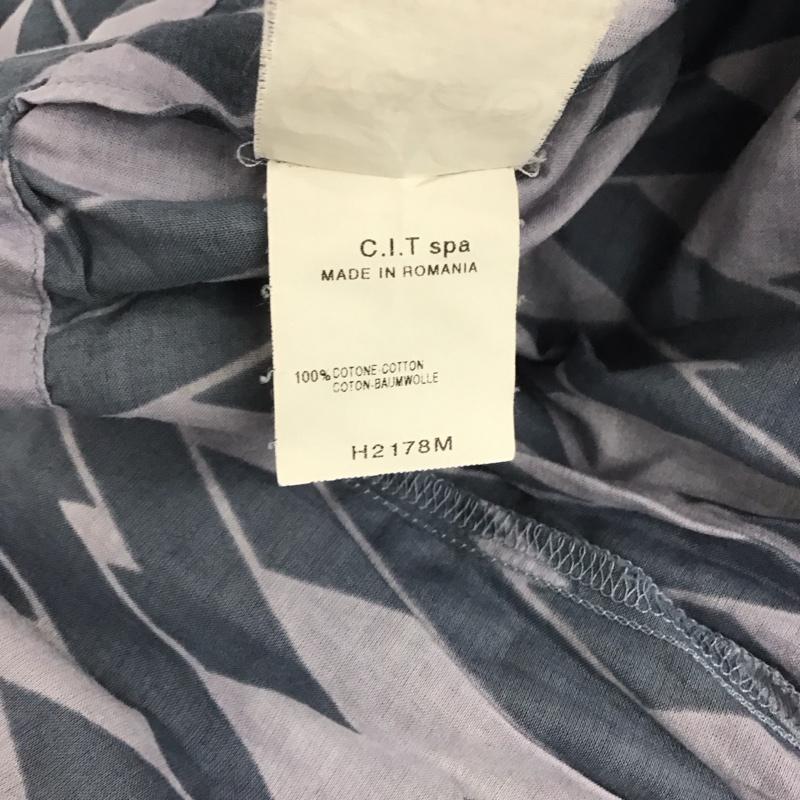 C.I.T spa
MADE IN ROMANIA
100% COTONE-COTTON
COTON-BAUMWOLLE
H2178M